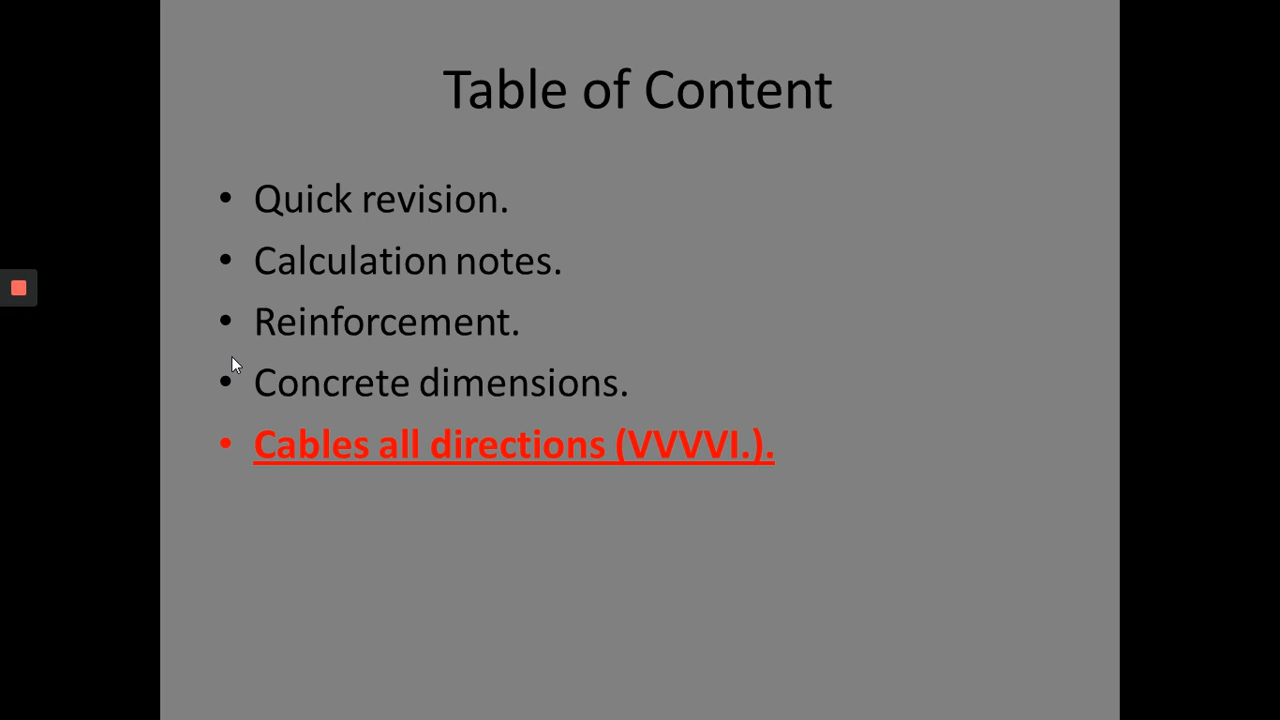 Table of Content
• Quick revision.
• Calculation notes.
• Reinforcement.
• Concrete dimensions.
• Cables all directions (VVVVI.).